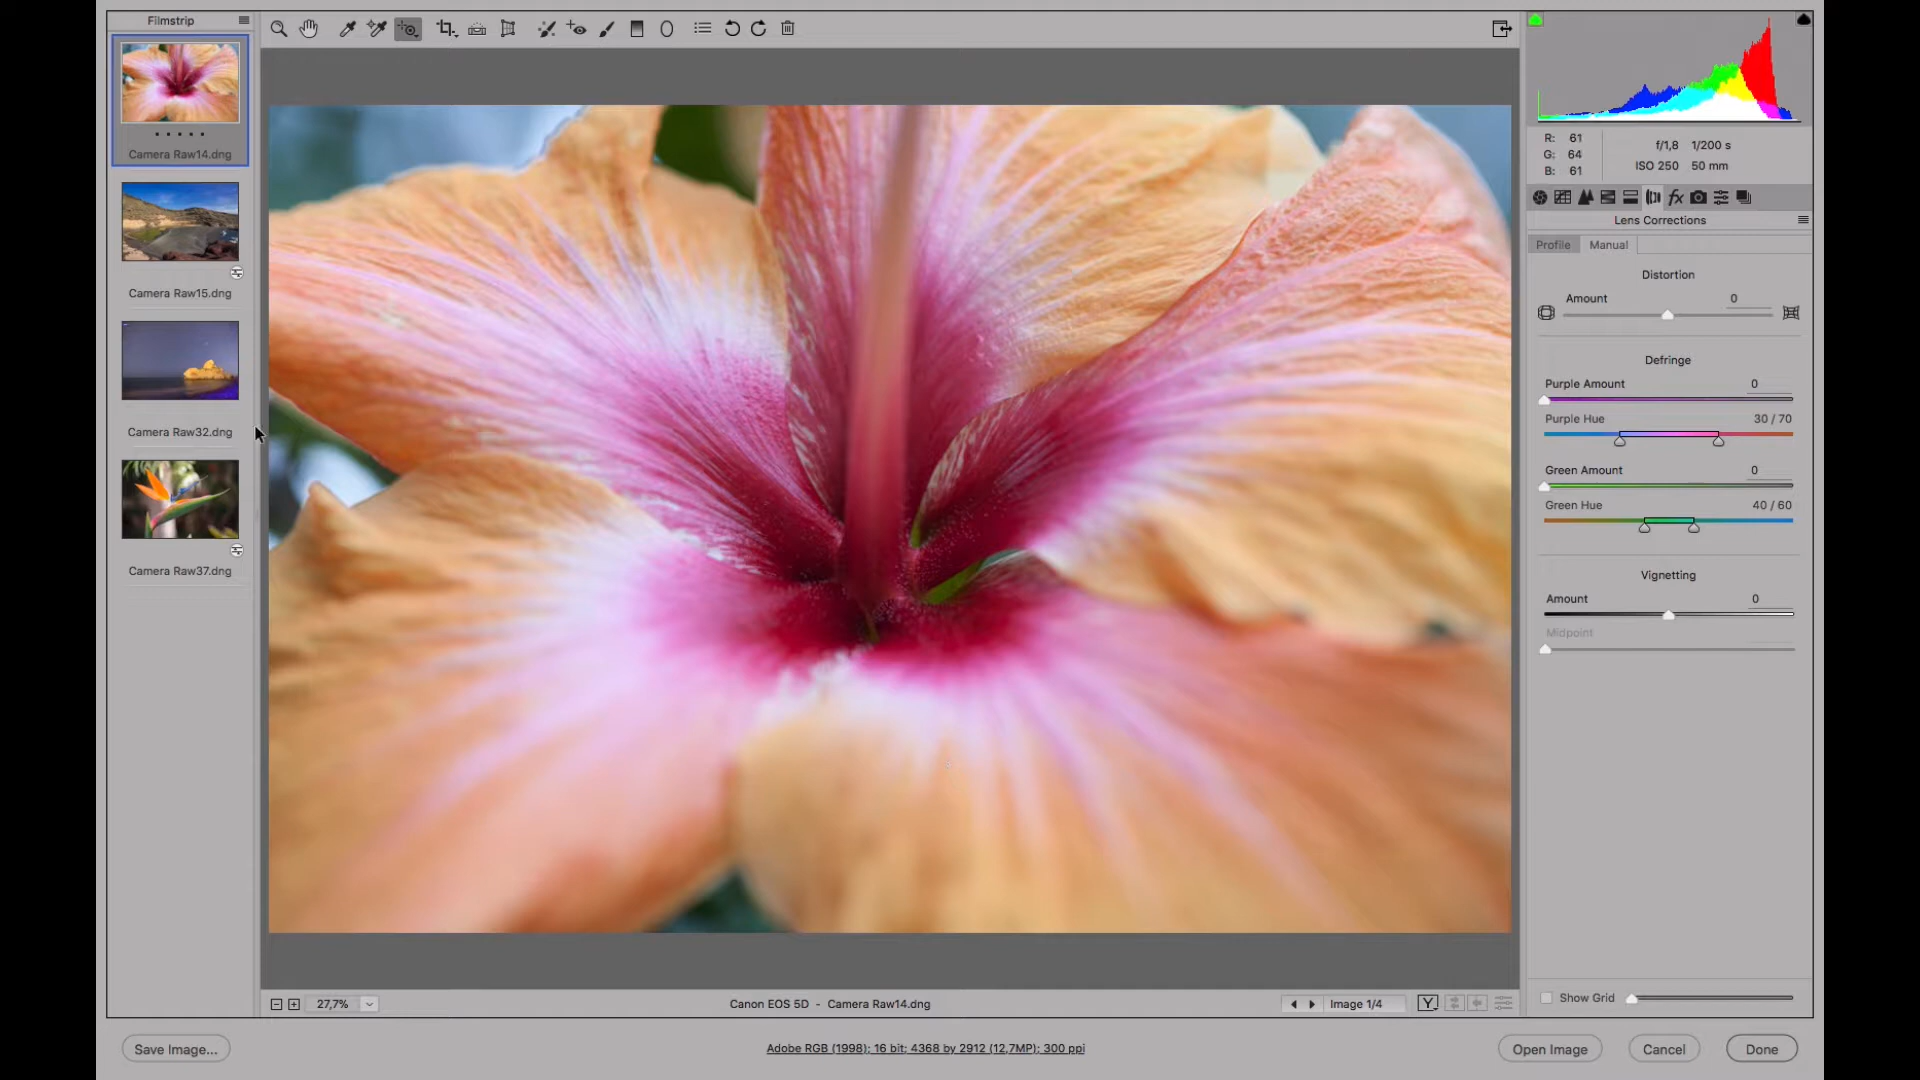 Filmstrip
Camera Raw14.dng
Camera Raw15.dng
Camera Raw32.dng
Camera Raw37.dng
27,7%
Canon EOS 5D - Camera Raw14.dng
Image 1/4
Y
Save Image...
Adobe RGB (1998); 16 bit; 4368 by 2912 (12,7MP); 300 ppi
Open Image
Cancel
Done
R: 61
G: 64
B: 61
f/1,8 1/200 s
ISO 250 50 mm
fx
Lens Corrections
Profile Manual
Distortion
Amount 0
Defringe
Purple Amount 0
Purple Hue 30 / 70
Green Amount 0
Green Hue 40 / 60
Vignetting
Amount 0
Midpoint
Show Grid